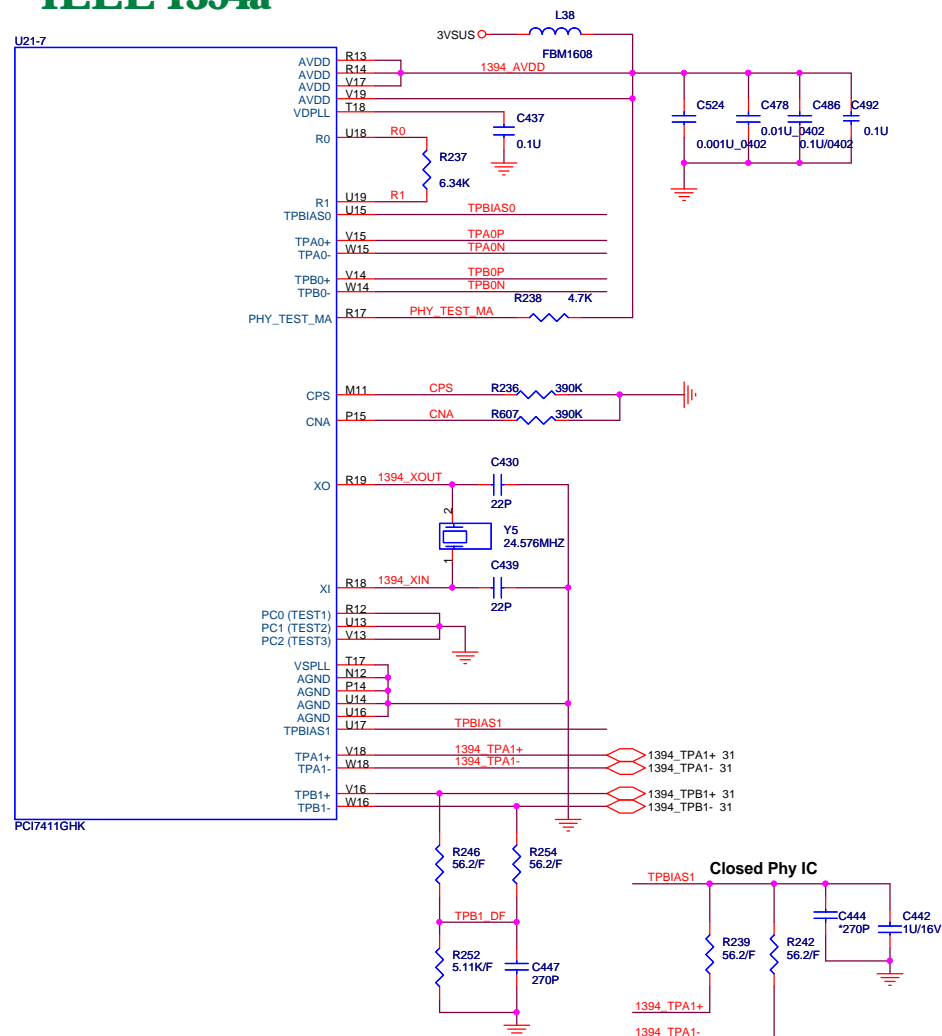 IEEE 1394a
U21-7
L38
3VSUS
FBM1608
AVDD R13
AVDD R14 1394_AVDD
AVDD V17
AVDD V19
VDPLL T18
C437
0.1U
C524
0.001U_0402
C478
0.01U_0402
C486
0.1U/0402
C492
0.1U
R0 U18 R0
R237
6.34K
R1 U19 R1
TPBIAS0 U15 TPBIAS0
TPA0+ V15 TPA0P
TPA0- W15 TPA0N
TPB0+ V14 TPB0P
TPB0- W14 TPB0N
R238 4.7K
PHY_TEST_MA R17 PHY_TEST_MA
CPS M11 CPS R236 390K
CNA P15 CNA R607 390K
C430
XO R19 1394_XOUT
22P
2
Y5
24.576MHZ
1
C439
XI R18 1394_XIN
22P
PC0 (TEST1) R12
PC1 (TEST2) U13
PC2 (TEST3) V13
VSPLL T17
AGND N12
AGND P14
AGND U14
AGND U16
TPBIAS1 U17 TPBIAS1
TPA1+ V18 1394_TPA1+ 1394_TPA1+ 31
TPA1- W18 1394_TPA1- 1394_TPA1- 31
TPB1+ V16 1394_TPB1+ 31
TPB1- W16 1394_TPB1- 31
PCI7411GHK
R246
56.2/F
R254
56.2/F
TPB1_DF
R252
5.11K/F
C447
270P
Closed Phy IC
TPBIAS1
C444
*270P
C442
1U/16V
R239
56.2/F
R242
56.2/F
1394_TPA1+
1394_TPA1-